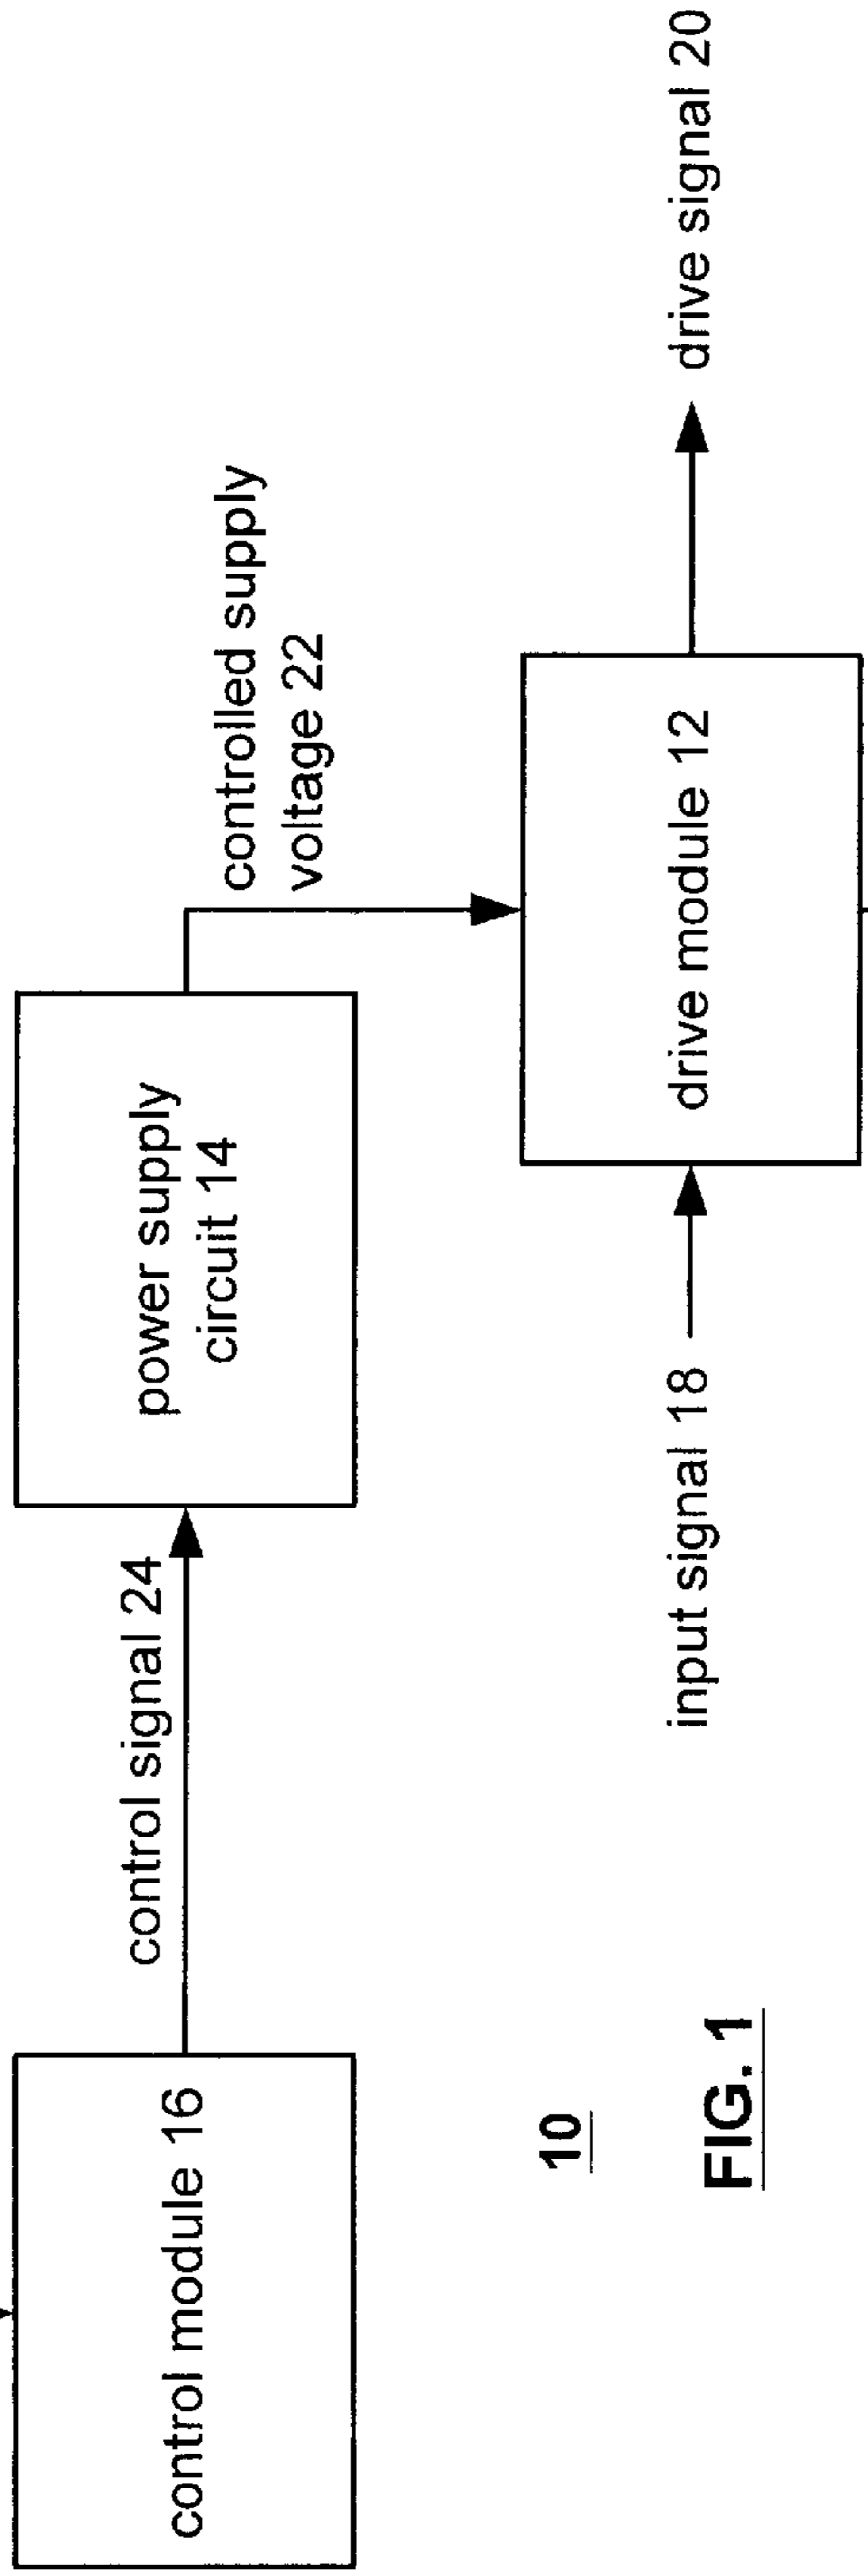 control module 16
control signal 24
power supply
circuit 14
controlled supply
voltage 22
input signal 18
drive module 12
drive signal 20
10
FIG. 1